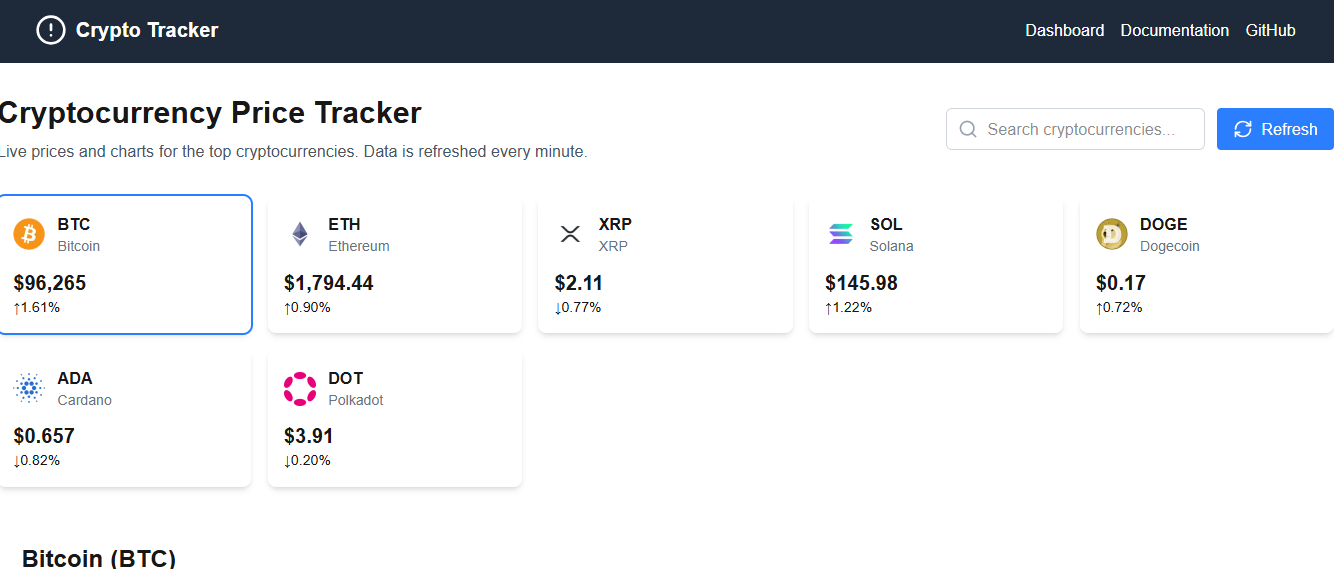 Crypto Tracker
Dashboard Documentation GitHub
Cryptocurrency Price Tracker
Live prices and charts for the top cryptocurrencies. Data is refreshed every minute.
Search cryptocurrencies...
Refresh
BTC
Bitcoin
$96,265
↑1.61%
ETH
Ethereum
$1,794.44
↑0.90%
XRP
XRP
$2.11
↓0.77%
SOL
Solana
$145.98
↑1.22%
DOGE
Dogecoin
$0.17
↑0.72%
ADA
Cardano
$0.657
↓0.82%
DOT
Polkadot
$3.91
↓0.20%
Bitcoin (BTC)